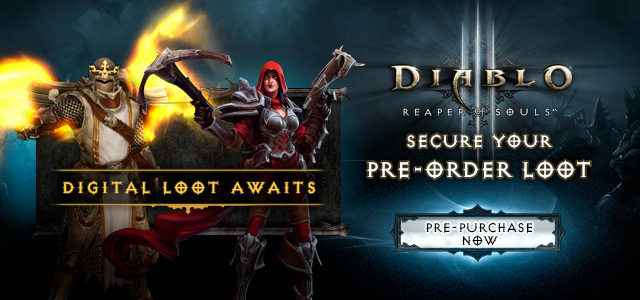 DIGITAL LOOT AWAITS
DIABLO
III
REAPER OF SOULS™
SECURE YOUR
PRE-ORDER LOOT
PRE-PURCHASE
NOW